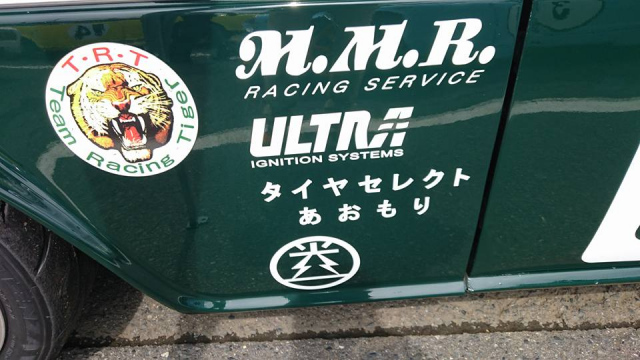 T·R·T
Team Racing Tiger
M.M.R.
RACING SERVICE
ULTRA
IGNITION SYSTEMS
タイヤセレクト
あおもり